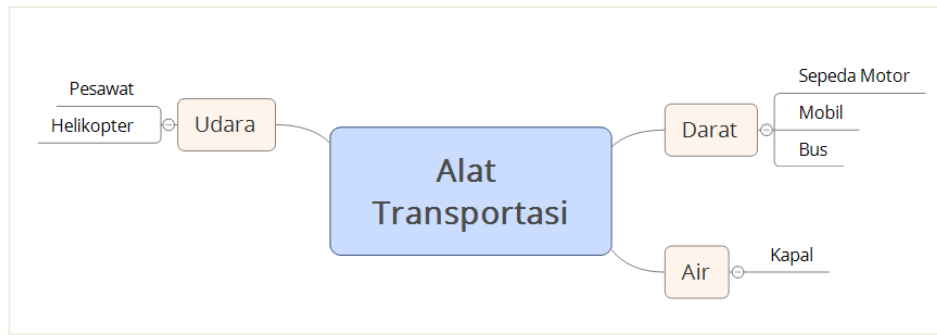 Pesawat
Helikopter
Udara
Alat
Transportasi
Darat
Sepeda Motor
Mobil
Bus
Air
Kapal